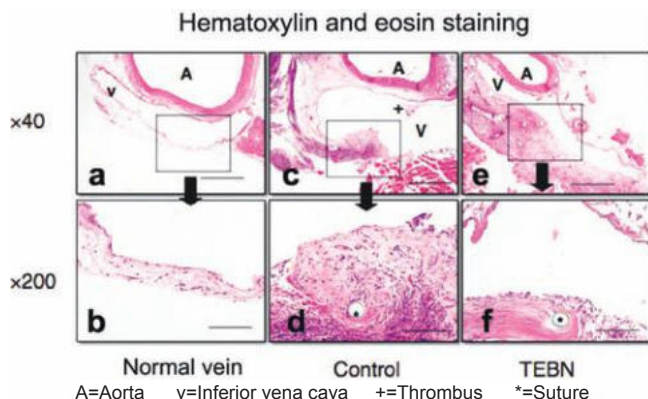 Hematoxylin and eosin staining
×40
A
v
a
A
+
V
c
V
A
e
×200
b
*
d
*
f
Normal vein
Control
TEBN
A=Aorta v=Inferior vena cava +=Thrombus *=Suture